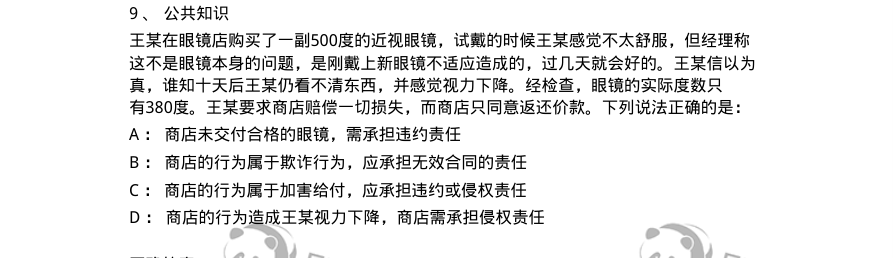 9 、 公共知识
王某在眼镜店购买了一副500度的近视眼镜，试戴的时候王某感觉不太舒服，但经理称
这不是眼镜本身的问题，是刚戴上新眼镜不适应造成的，过几天就会好的。王某信以为
真，谁知十天后王某仍看不清东西，并感觉视力下降。经检查，眼镜的实际度数只
有380度。王某要求商店赔偿一切损失，而商店只同意返还价款。下列说法正确的是：
A ： 商店未交付合格的眼镜，需承担违约责任
B ： 商店的行为属于欺诈行为，应承担无效合同的责任
C ： 商店的行为属于加害给付，应承担违约或侵权责任
D ： 商店的行为造成王某视力下降，商店需承担侵权责任